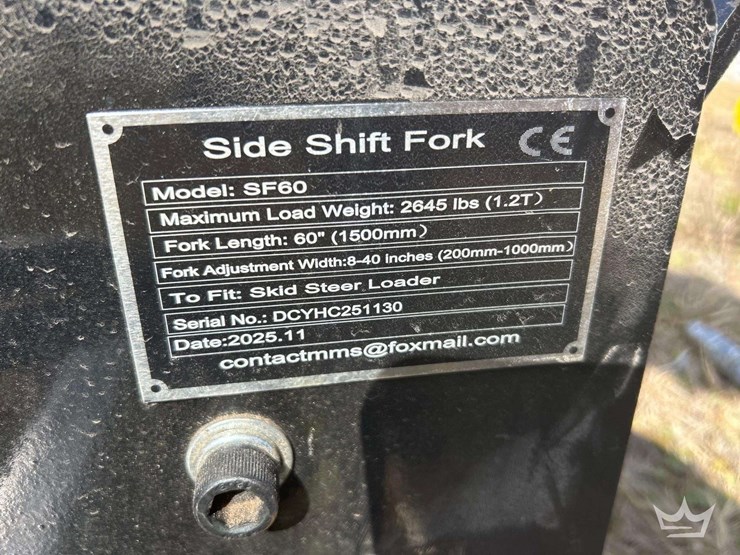 Side Shift Fork CE
Model: SF60
Maximum Load Weight: 2645 lbs (1.2T)
Fork Length: 60" (1500mm)
Fork Adjustment Width:8-40 inches (200mm-1000mm)
To Fit: Skid Steer Loader
Serial No.: DCYHC251130
Date:2025.11
contactmms@foxmail.com